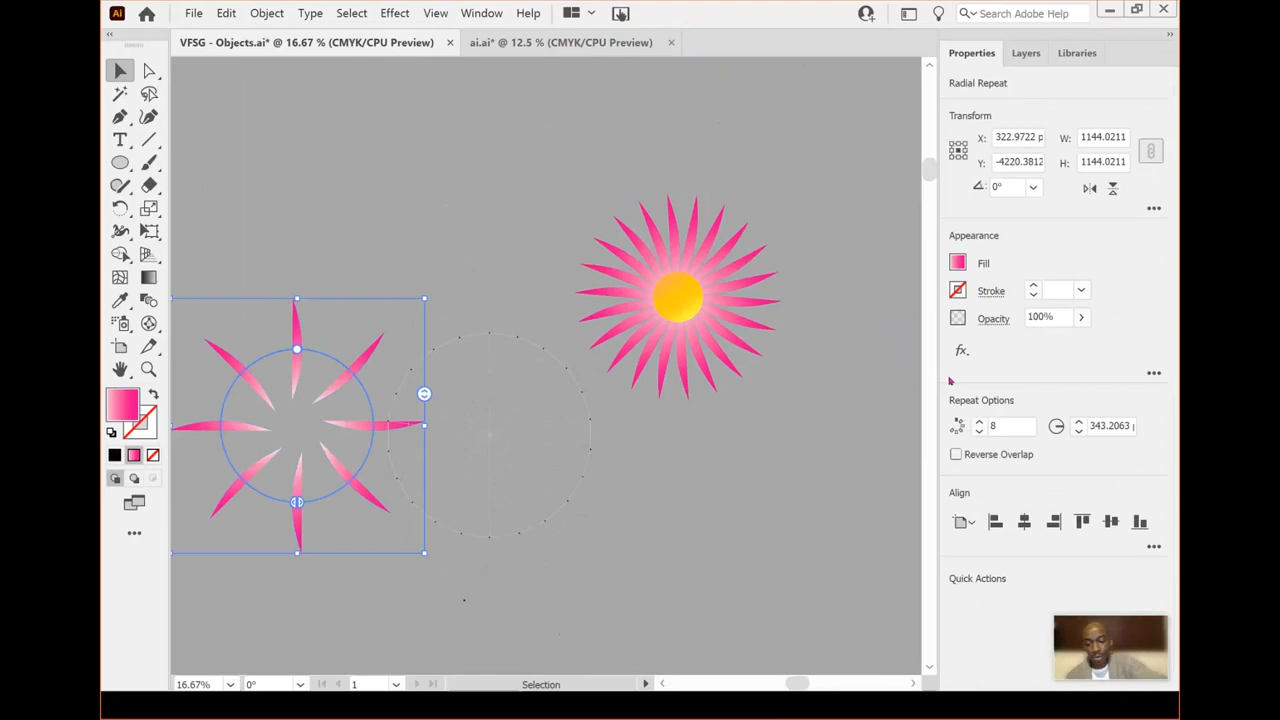 Ai File Edit Object Type Select Effect View Window Help Search Adobe Help
VFSG - Objects.ai* @ 16.67 % (CMYK/CPU Preview) × ai.ai* @ 12.5 % (CMYK/CPU Preview) ×
Properties Layers Libraries
Radial Repeat
Transform
X: 322.9722 p W: 1144.0211
Y: -4220.3812 H: 1144.0211
0°
Appearance
Fill
Stroke
Opacity 100%
fx.
Repeat Options
8 343.2063 p
Reverse Overlap
Align
Quick Actions
16.67% 0° 1 Selection